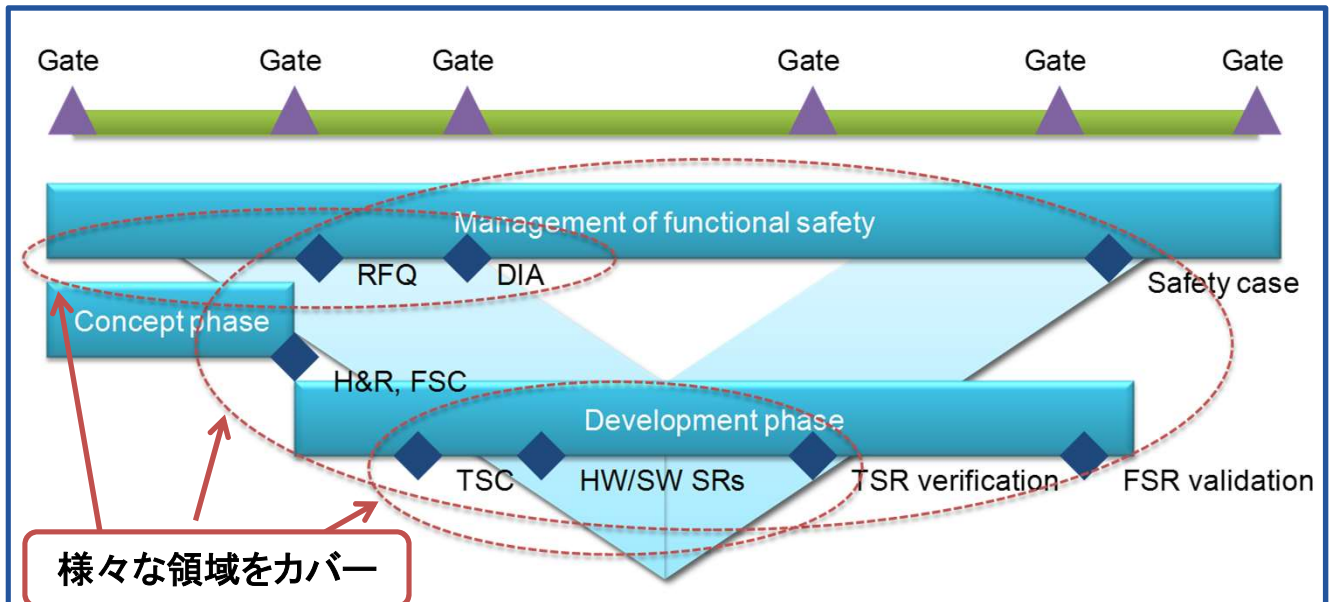 Gate Gate Gate Gate Gate Gate
Management of functional safety
RFQ DIA Safety case
Concept phase
H&R, FSC
Development phase
TSC HW/SW SRs TSR verification FSR validation
様々な領域をカバー